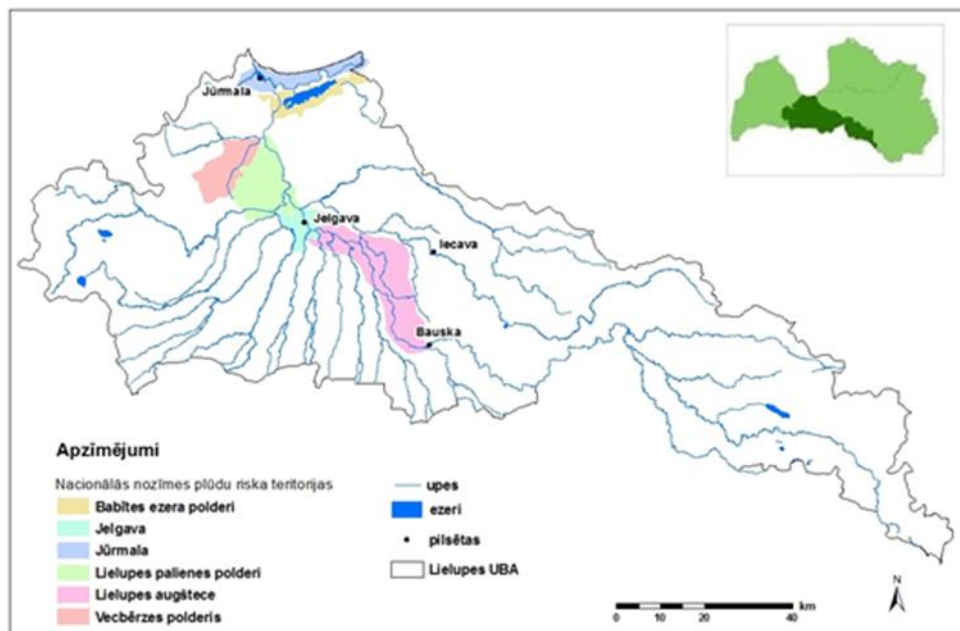 Jūrmala
Jelgava
Iecava
Bauska
Apzīmējumi
Nacionālās nozīmes plūdu riska teritorijas
Babītes ezera polderi
Jelgava
Jūrmala
Lielupes palienes polderi
Lielupes augštece
Vecbērzes polderis
upes
ezeri
pilsētas
Lielupes UBA
0 10 20 40 km
N